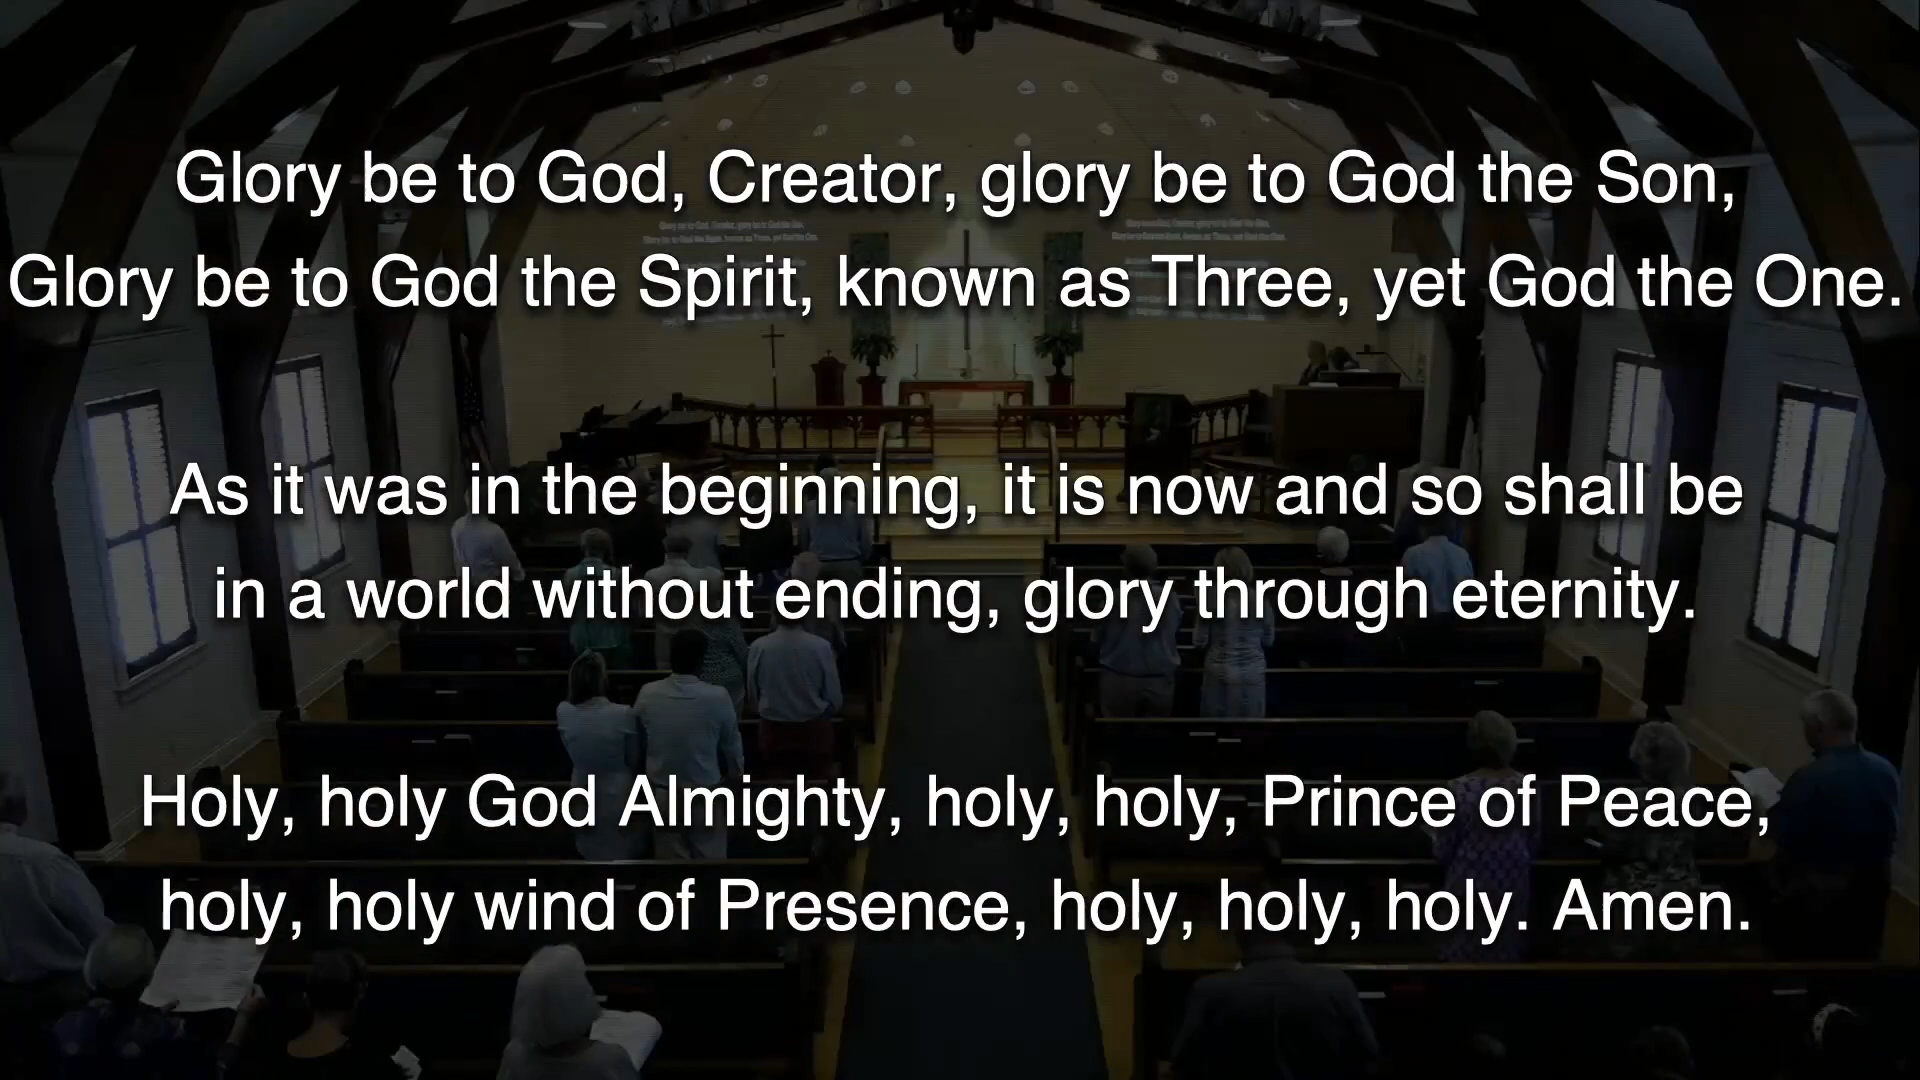 Glory be to God, Creator, glory be to God the Son,
Glory be to God the Spirit, known as Three, yet God the One.
As it was in the beginning, it is now and so shall be
in a world without ending, glory through eternity.
Holy, holy God Almighty, holy, holy, Prince of Peace,
holy, holy wind of Presence, holy, holy, holy. Amen.